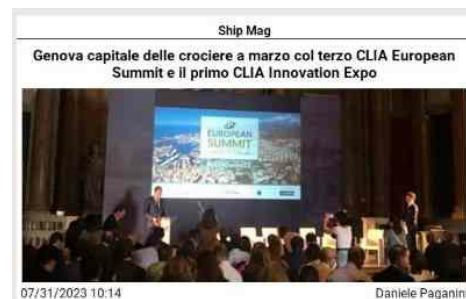 Ship Mag
Genova capitale delle crociere a marzo col terzo CLIA European
Summit e il primo CLIA Innovation Expo
EUROPEAN
SUMMIT
07/31/2023 10:14
Daniele Paganini